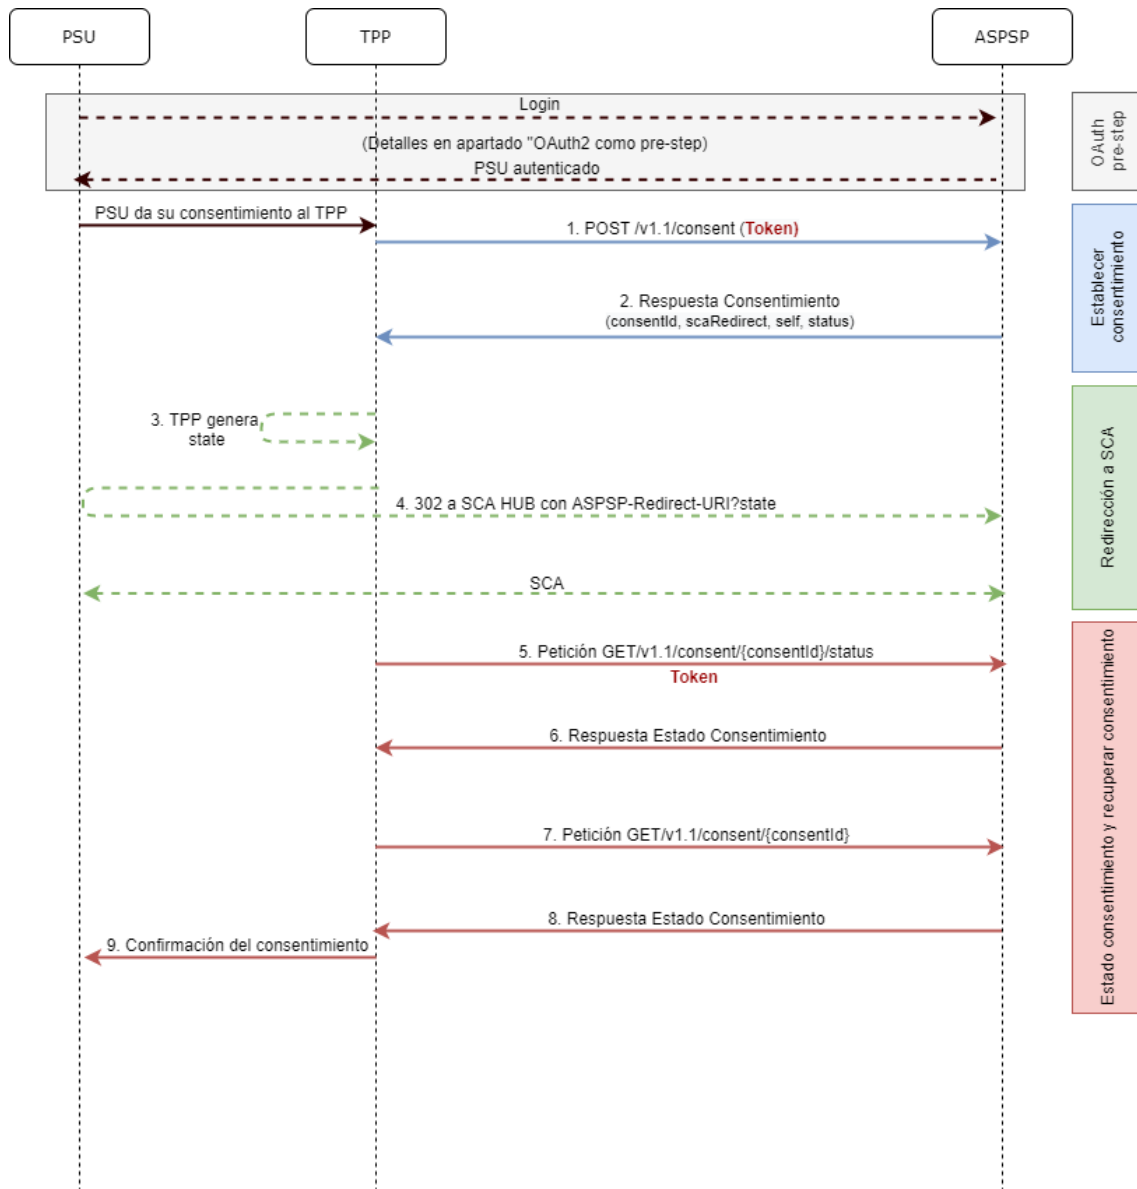 PSU
TPP
ASPSP
Login
(Detalles en apartado "OAuth2 como pre-step)
PSU autenticado
OAuth
pre-step
PSU da su consentimiento al TPP
1. POST /v1.1/consent (Token)
2. Respuesta Consentimiento
(consentId, scaRedirect, self, status)
Establecer
consentimiento
3. TPP genera
state
4. 302 a SCA HUB con ASPSP-Redirect-URI?state
SCA
Redirección a SCA
5. Petición GET/v1.1/consent/{consentId}/status
Token
6. Respuesta Estado Consentimiento
7. Petición GET/v1.1/consent/{consentId}
8. Respuesta Estado Consentimiento
9. Confirmación del consentimiento
Estado consentimiento y recuperar consentimiento